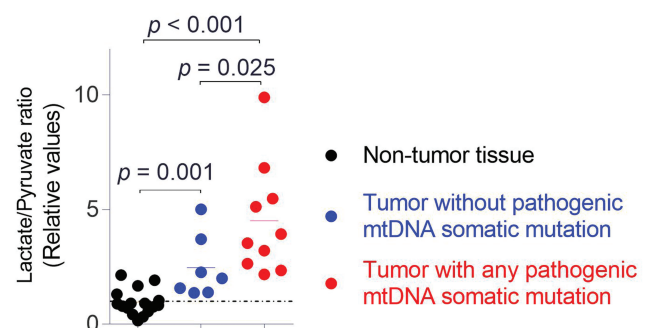 p < 0.001
p = 0.025
p = 0.001
Lactate/Pyruvate ratio
(Relative values)
10
5
0
Non-tumor tissue
Tumor without pathogenic
mtDNA somatic mutation
Tumor with any pathogenic
mtDNA somatic mutation